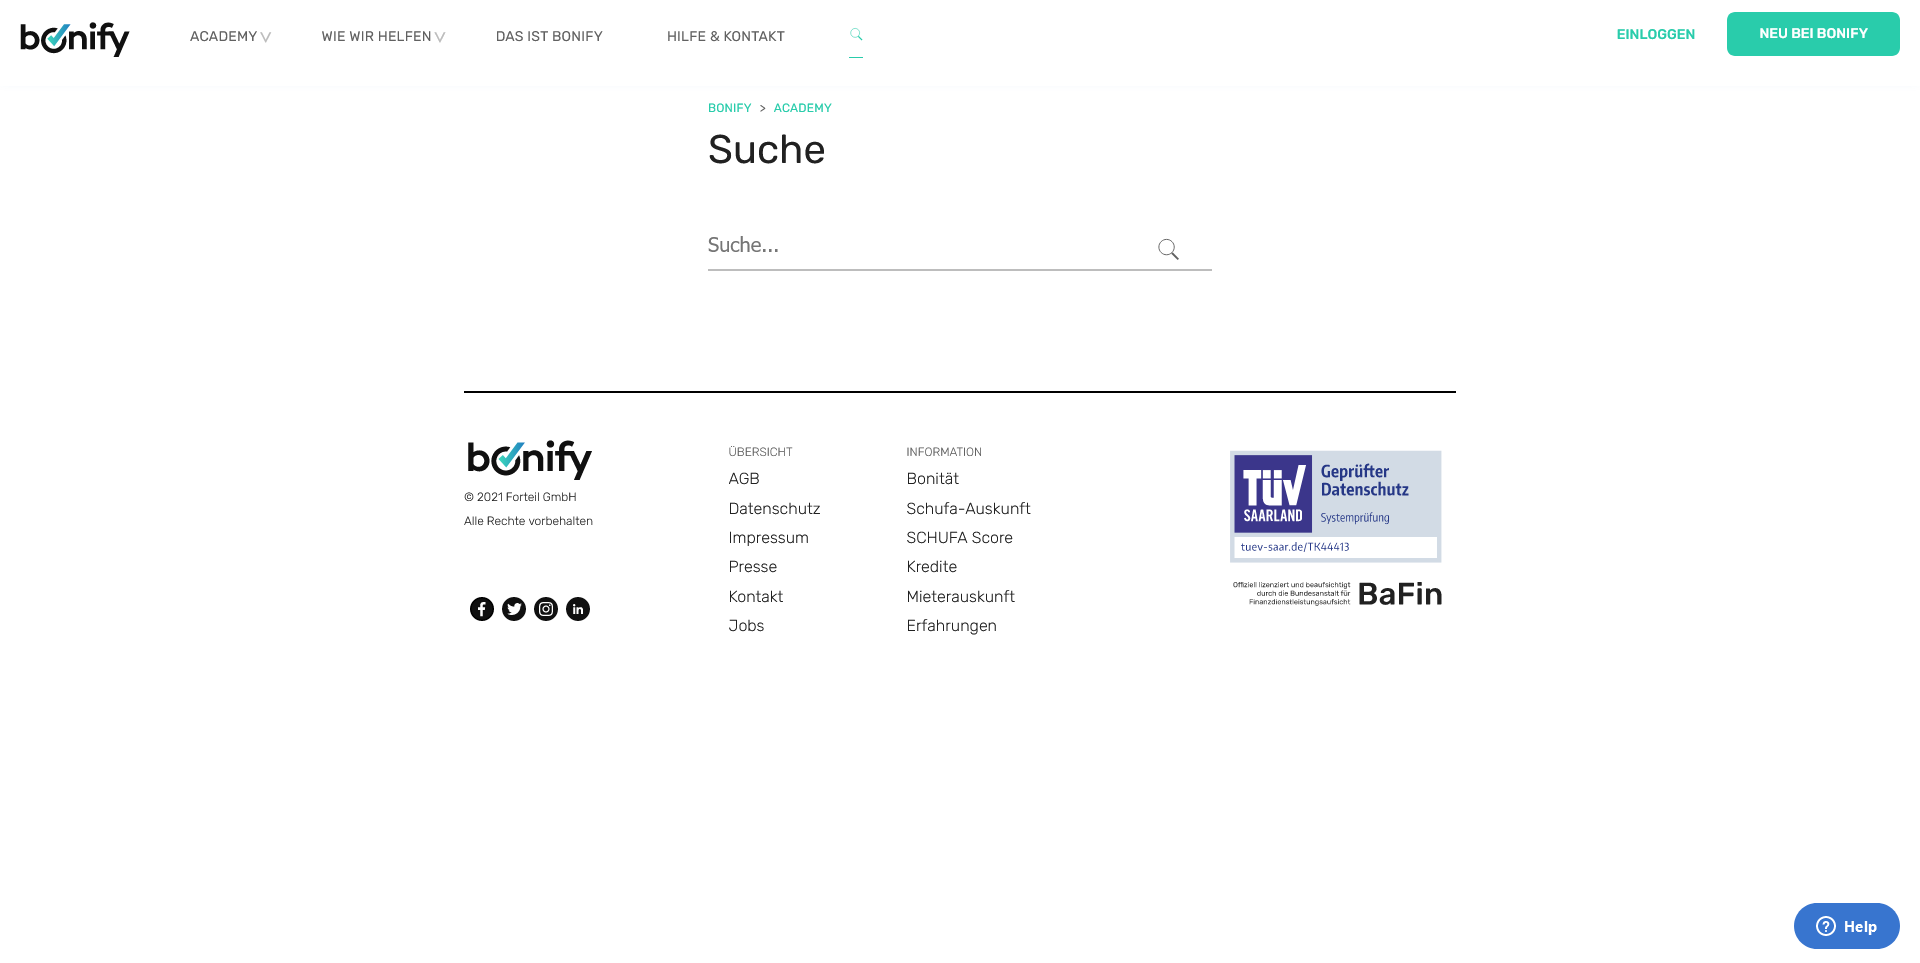 bonify
ACADEMY
WIE WIR HELFEN
DAS IST BONIFY
HILFE & KONTAKT
EINLOGGEN
NEU BEI BONIFY
BONIFY > ACADEMY
Suche
Suche...
bonify
© 2021 Forteil GmbH
Alle Rechte vorbehalten
ÜBERSICHT
AGB
Datenschutz
Impressum
Presse
Kontakt
Jobs
INFORMATION
Bonität
Schufa-Auskunft
SCHUFA Score
Kredite
Mieterauskunft
Erfahrungen
TÜV
SAARLAND
Geprüfter
Datenschutz
Systemprüfung
tuev-saar.de/TK44413
Offiziell lizenziert und beaufsichtigt
durch die Bundesanstalt für
Finanzdienstleistungsaufsicht
BaFin
Help